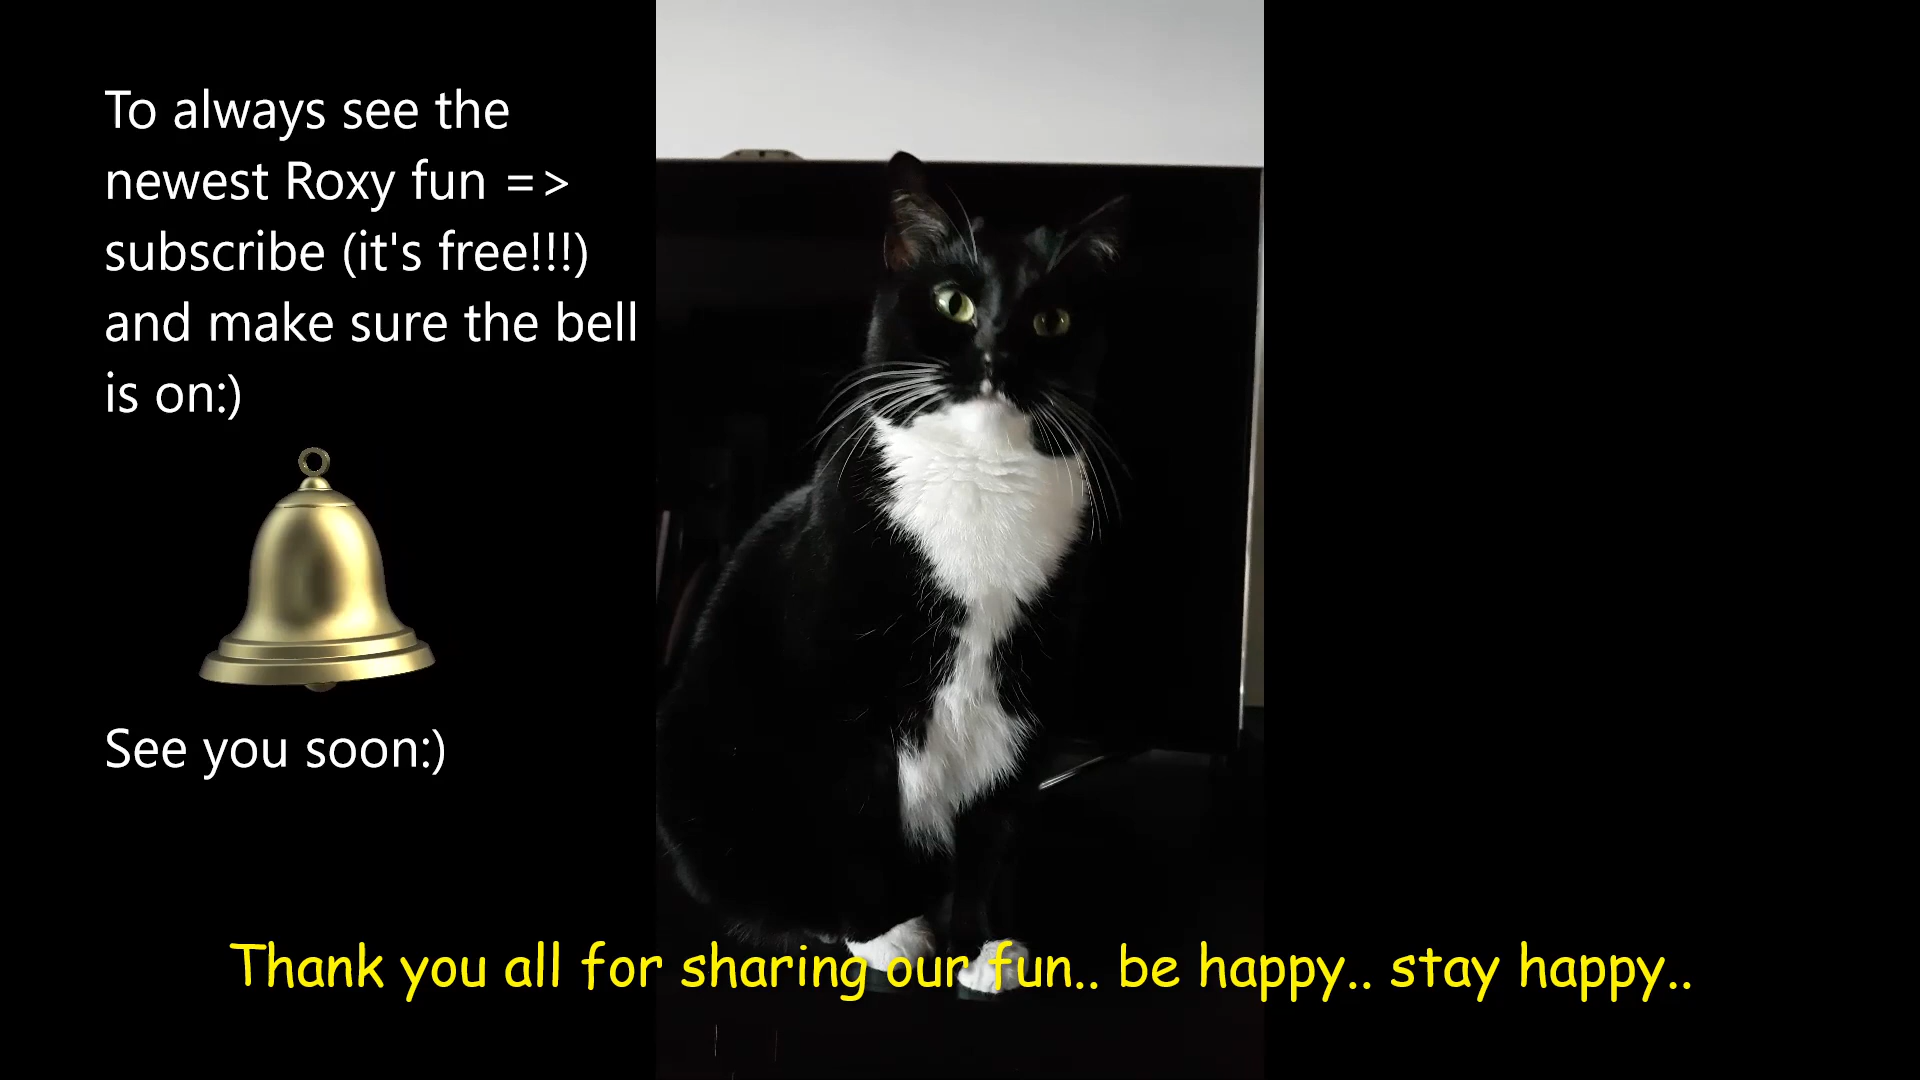 To always see the
newest Roxy fun =>
subscribe (it's free!!!)
and make sure the bell
is on:)
See you soon:)
Thank you all for sharing our fun.. be happy.. stay happy..